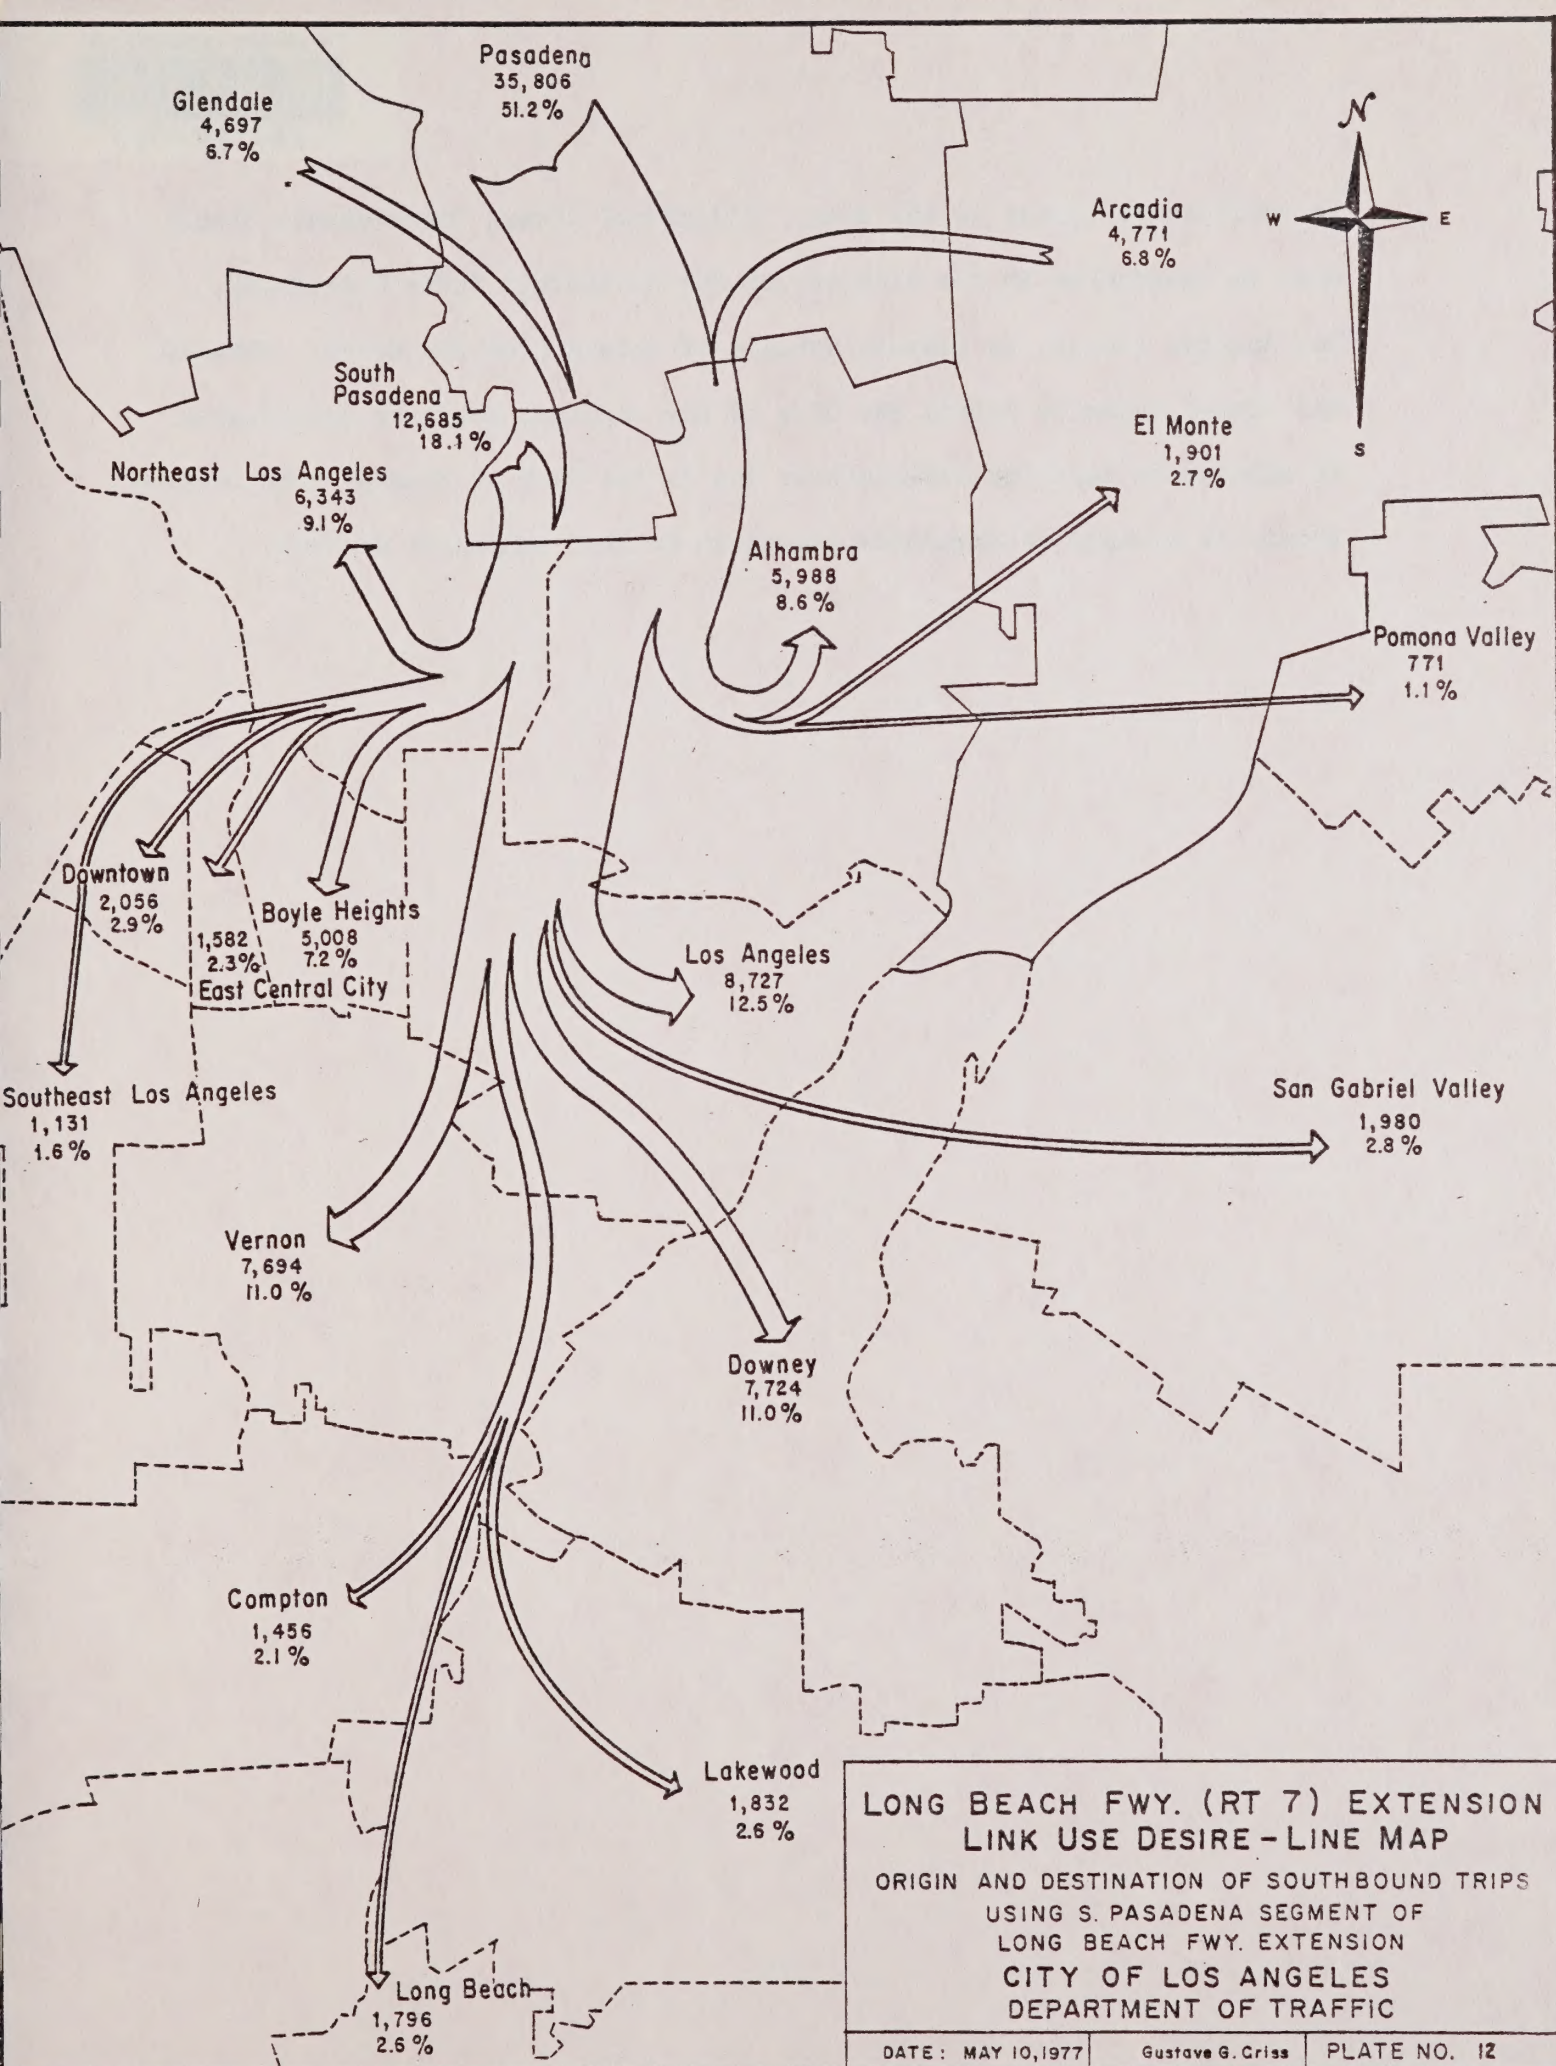 Pasadena
35,806
51.2%
Glendale
4,697
6.7%
N
W
E
S
Arcadia
4,771
6.8%
South
Pasadena
12,685
18.1%
El Monte
1,901
2.7%
Northeast Los Angeles
6,343
9.1%
Alhambra
5,988
8.6%
Pomona Valley
771
1.1%
Downtown
2,056
2.9%
1,582
2.3%
East Central City
Boyle Heights
5,008
7.2%
Los Angeles
8,727
12.5%
Southeast Los Angeles
1,131
1.6%
San Gabriel Valley
1,980
2.8%
Vernon
7,694
11.0%
Downey
7,724
11.0%
Compton
1,456
2.1%
Lakewood
1,832
2.6%
Long Beach
1,796
2.6%
LONG BEACH FWY. (RT 7) EXTENSION
LINK USE DESIRE-LINE MAP
ORIGIN AND DESTINATION OF SOUTHBOUND TRIPS
USING S. PASADENA SEGMENT OF
LONG BEACH FWY. EXTENSION
CITY OF LOS ANGELES
DEPARTMENT OF TRAFFIC
DATE: MAY 10, 1977
Gustave G. Criss
PLATE NO. 12